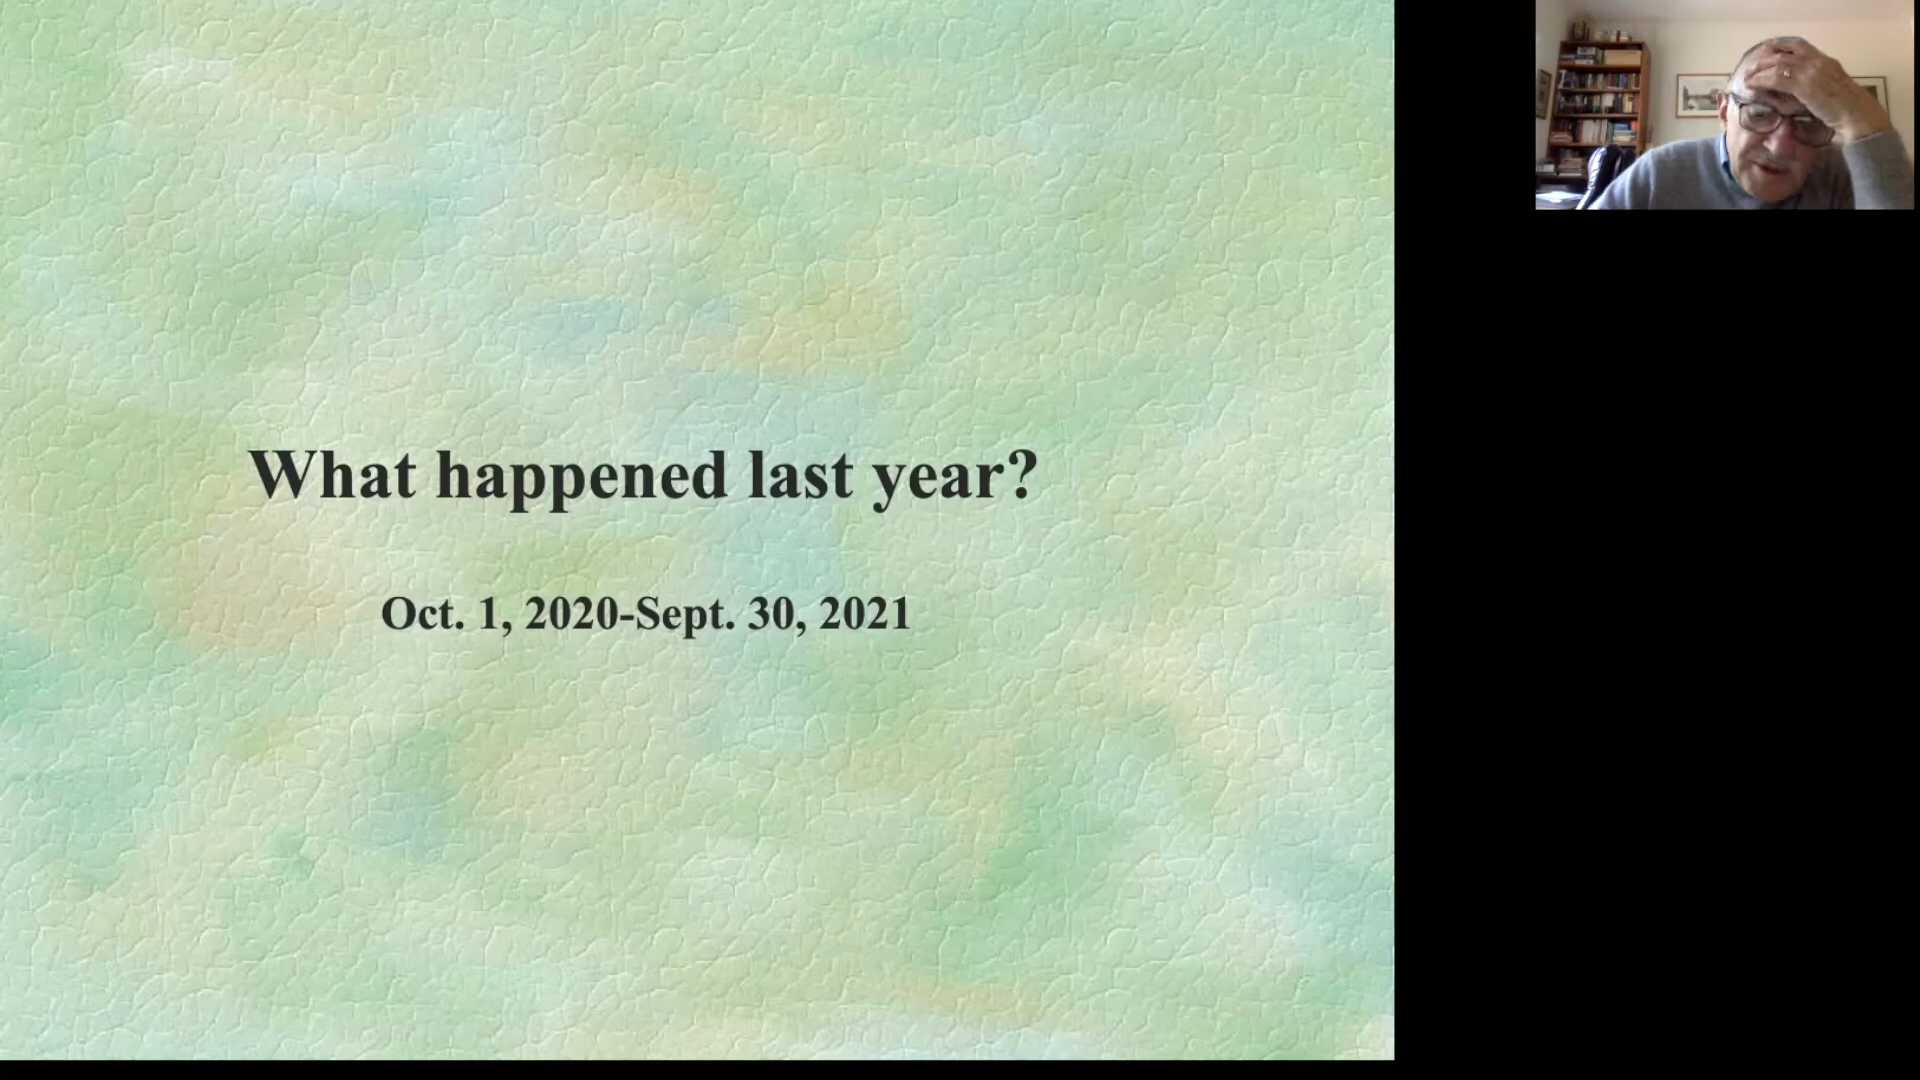 What happened last year?
Oct. 1, 2020-Sept. 30, 2021